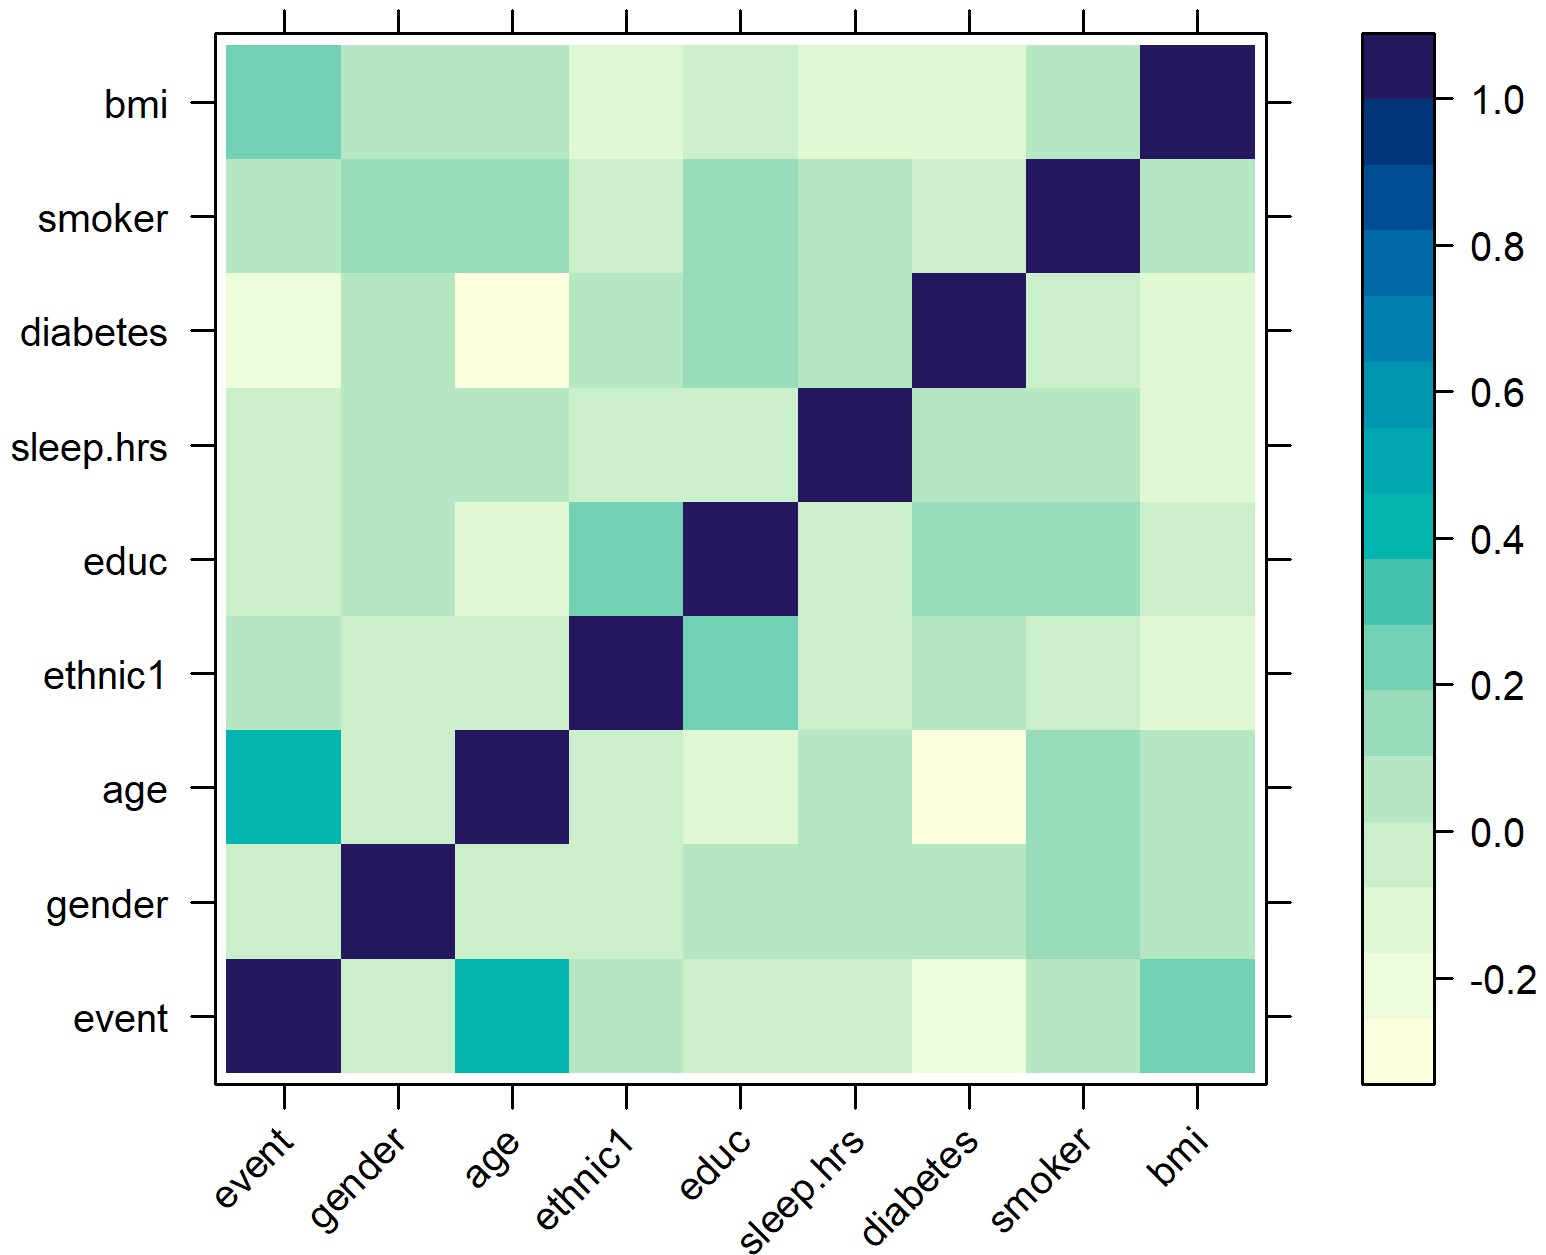 bmi
smoker
diabetes
sleep.hrs
educ
ethnic1
age
gender
event
event
gender
age
ethnic1
educ
sleep.hrs
diabetes
smoker
bmi
1.0
0.8
0.6
0.4
0.2
0.0
-0.2